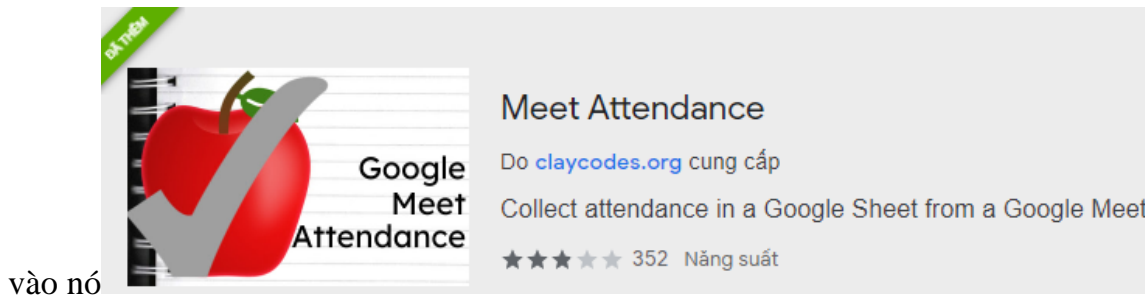 ĐÃ THÊM
Google
Meet
Attendance
Meet Attendance
Do claycodes.org cung cấp
Collect attendance in a Google Sheet from a Google Meet
352 Năng suất
vào nó